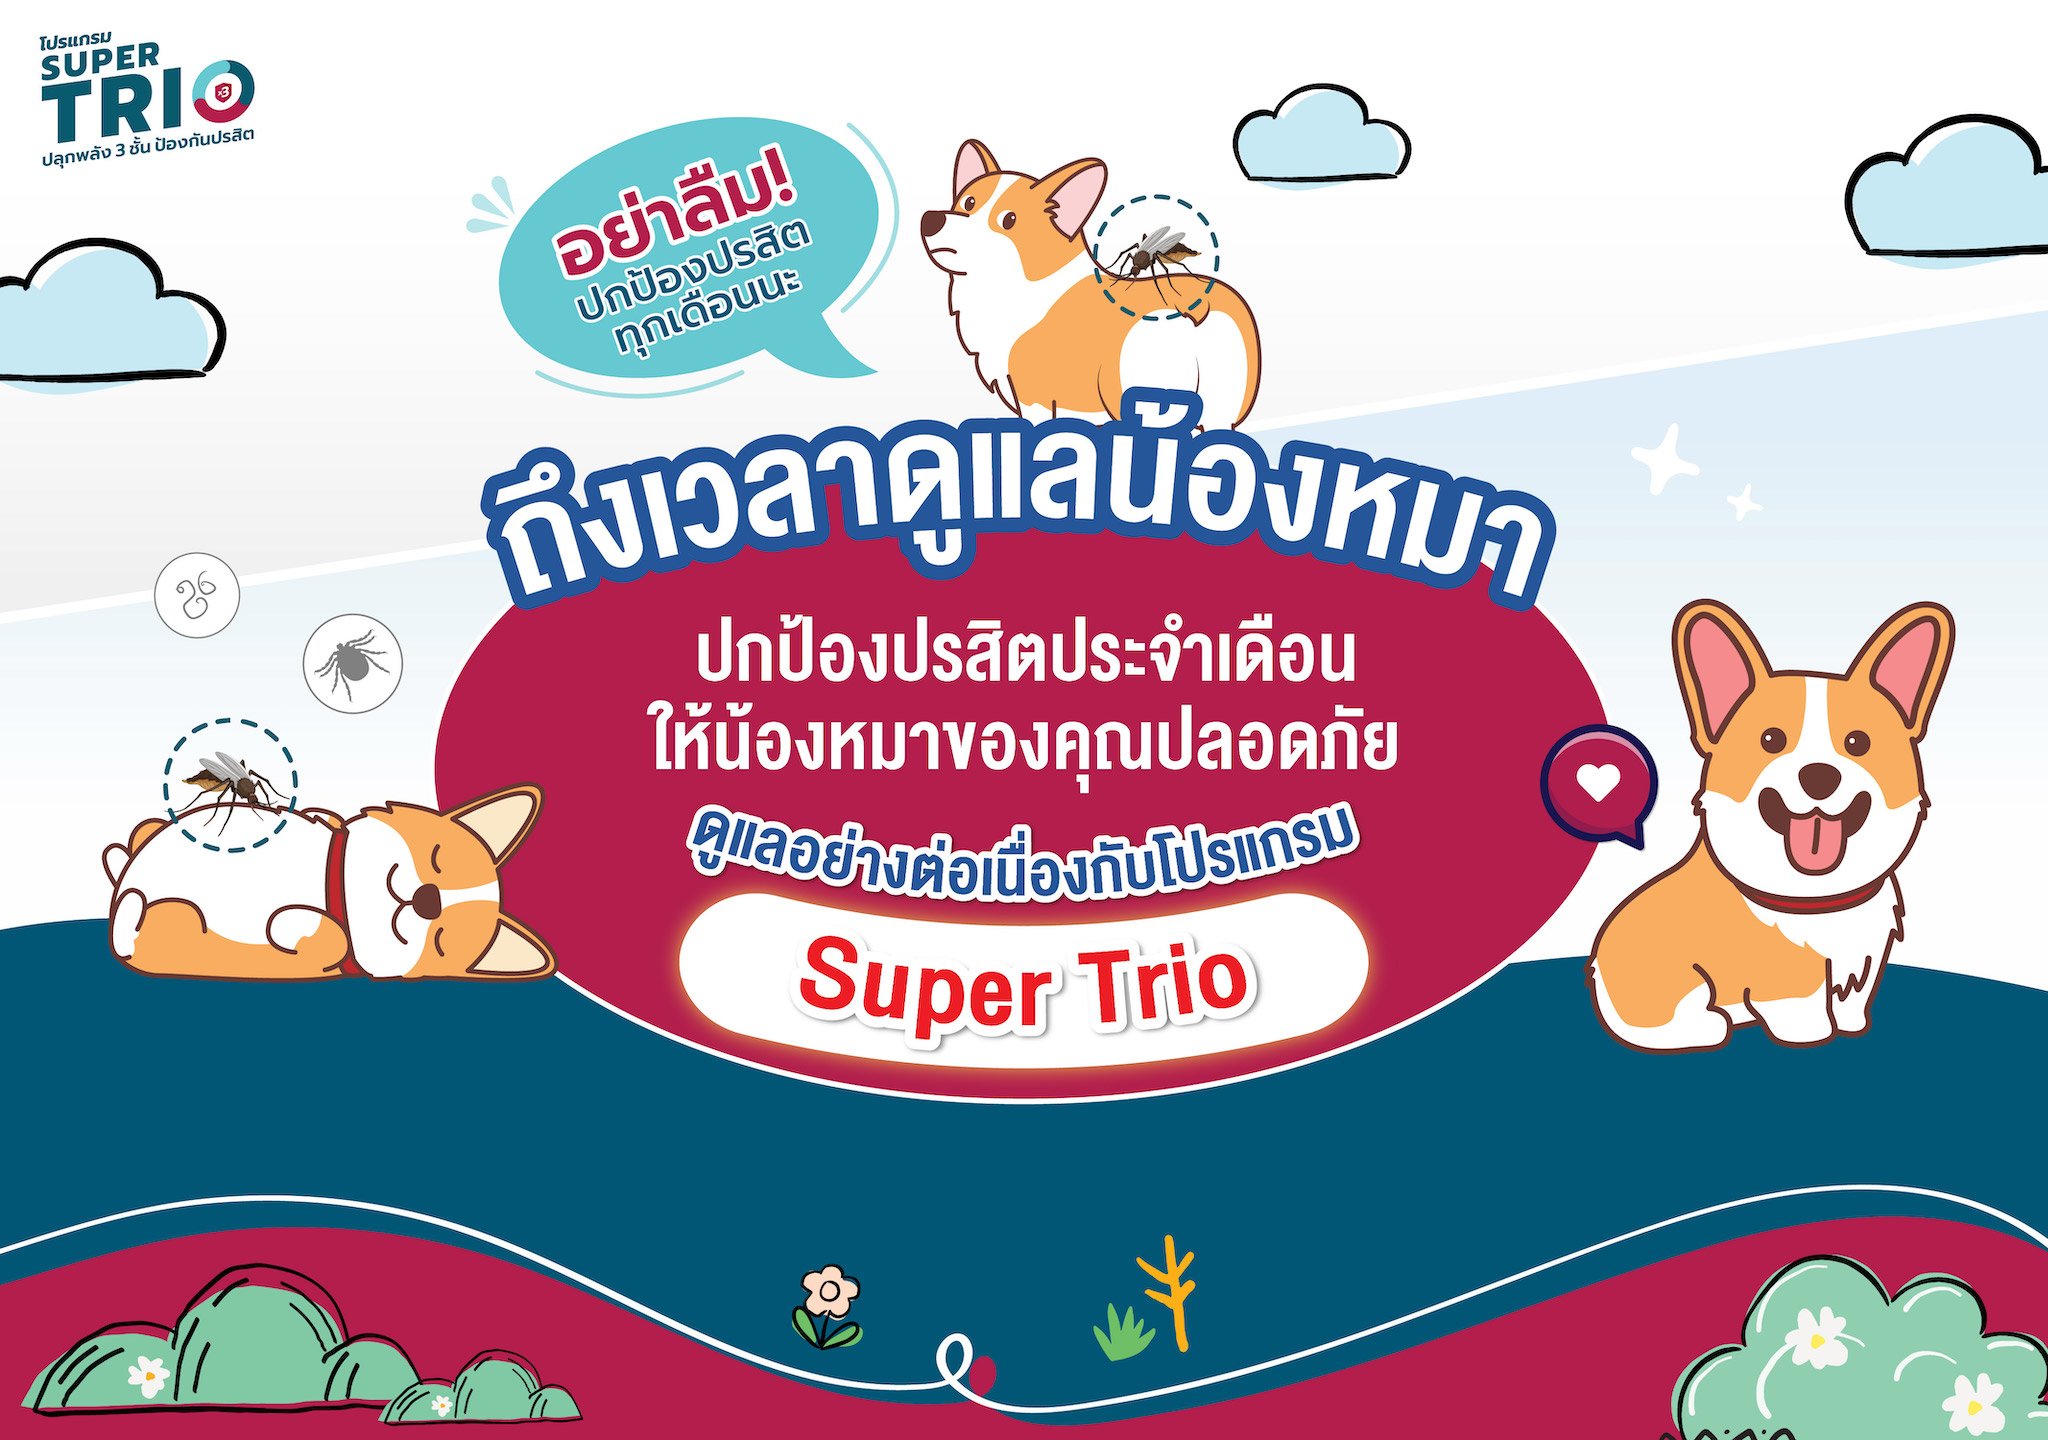 โปรแกรม
SUPER
TRIO
x3
ปลุกพลัง 3 ชั้น ป้องกันปรสิต
อย่าลืม!
ปกป้องปรสิต
ทุกเดือนนะ
ถึงเวลาดูแลน้องหมา
ปกป้องปรสิตประจำเดือน
ให้น้องหมาของคุณปลอดภัย
ดูแลอย่างต่อเนื่องกับโปรแกรม
Super Trio